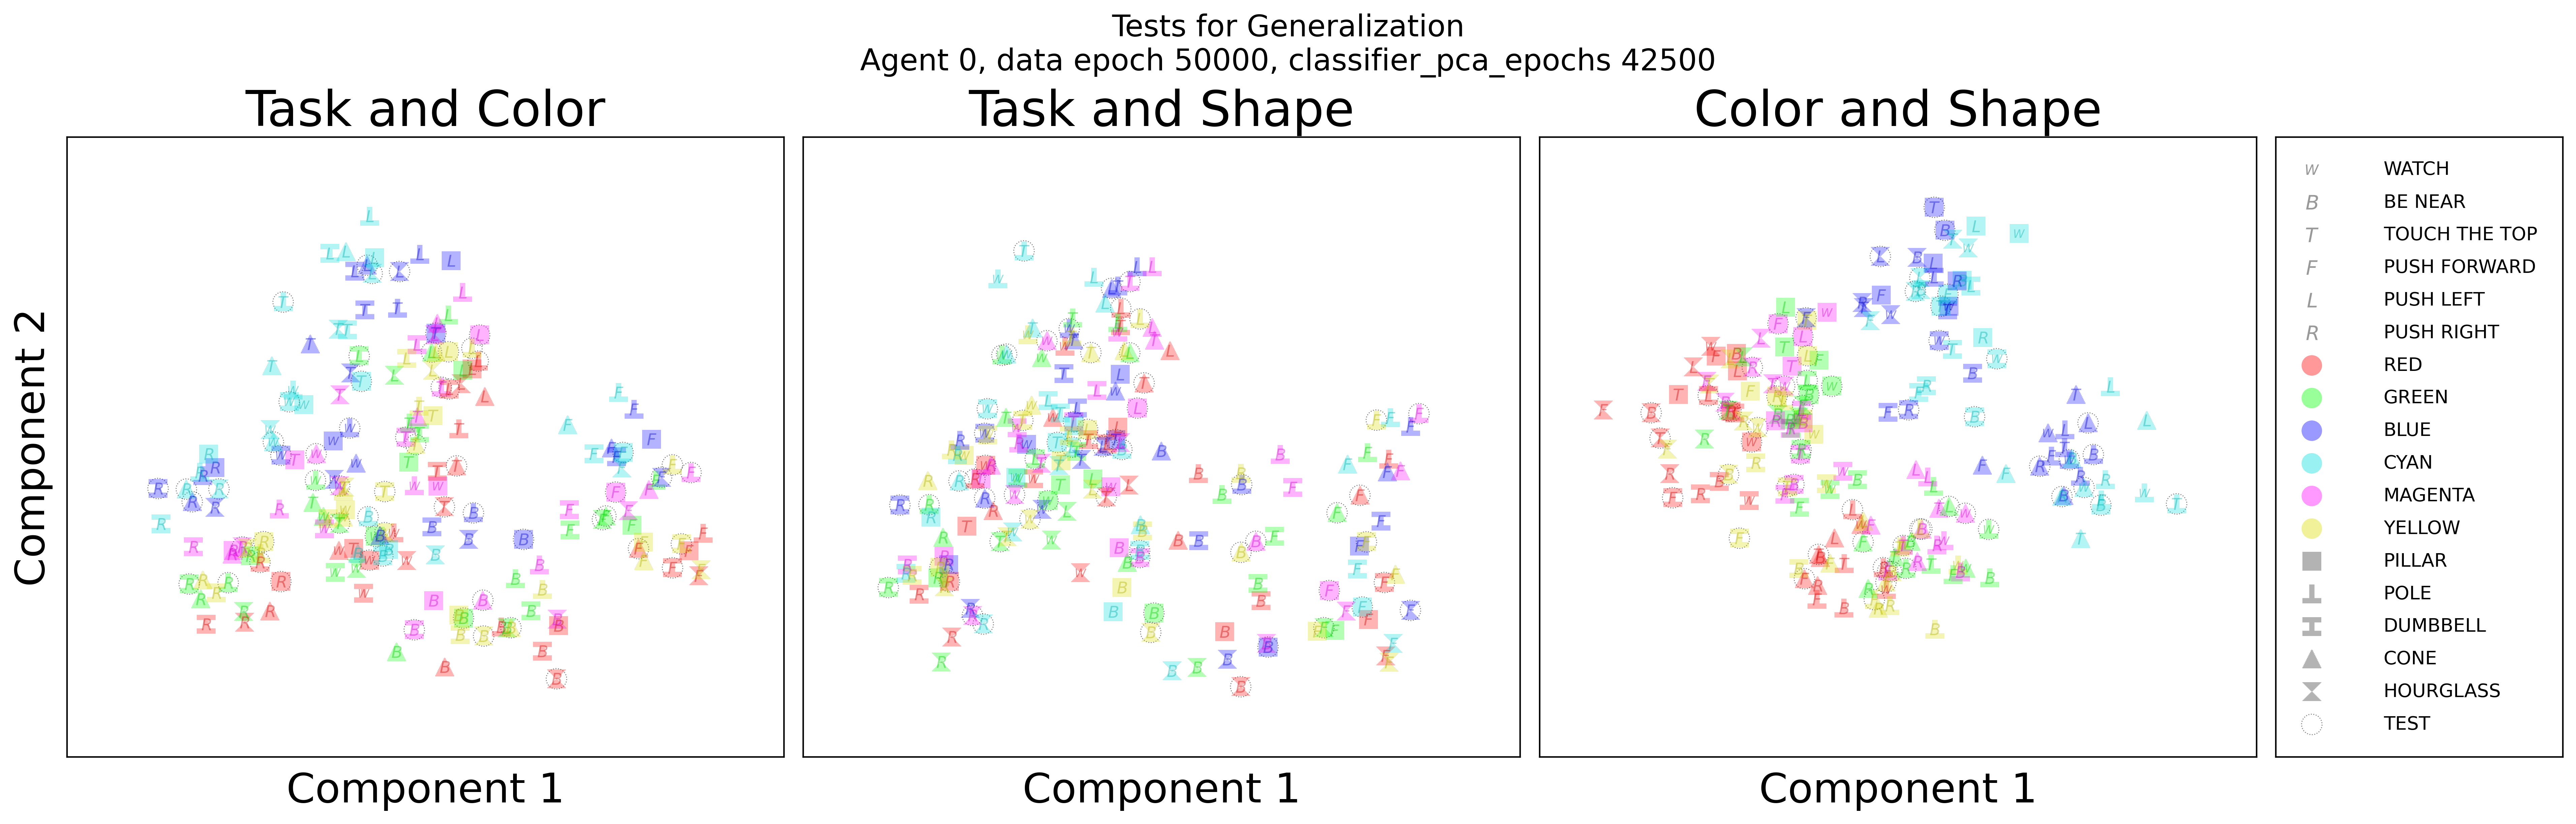 Tests for Generalization
Agent 0, data epoch 50000, classifier_pca_epochs 42500
Task and Color
Task and Shape
Color and Shape
Component 2
Component 1
Component 1
Component 1
W WATCH
B BE NEAR
T TOUCH THE TOP
F PUSH FORWARD
L PUSH LEFT
R PUSH RIGHT
RED
GREEN
BLUE
CYAN
MAGENTA
YELLOW
PILLAR
POLE
DUMBBELL
CONE
HOURGLASS
TEST